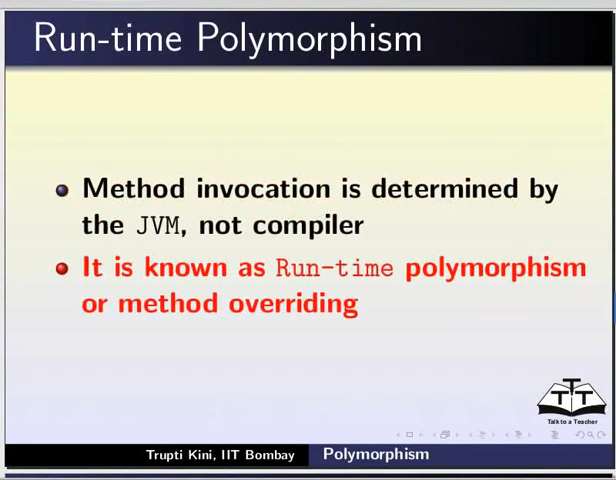 Run-time Polymorphism
Method invocation is determined by
the JVM, not compiler
It is known as Run-time polymorphism
or method overriding
TTT
Talk to a Teacher
Trupti Kini, IIT Bombay Polymorphism